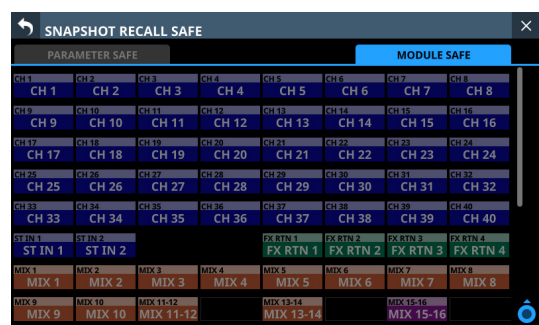 SNAPSHOT RECALL SAFE
PARAMETER SAFE MODULE SAFE
CH 1 CH 2 CH 3 CH 4 CH 5 CH 6 CH 7 CH 8
CH 1 CH 2 CH 3 CH 4 CH 5 CH 6 CH 7 CH 8
CH 9 CH 10 CH 11 CH 12 CH 13 CH 14 CH 15 CH 16
CH 9 CH 10 CH 11 CH 12 CH 13 CH 14 CH 15 CH 16
CH 17 CH 18 CH 19 CH 20 CH 21 CH 22 CH 23 CH 24
CH 17 CH 18 CH 19 CH 20 CH 21 CH 22 CH 23 CH 24
CH 25 CH 26 CH 27 CH 28 CH 29 CH 30 CH 31 CH 32
CH 25 CH 26 CH 27 CH 28 CH 29 CH 30 CH 31 CH 32
CH 33 CH 34 CH 35 CH 36 CH 37 CH 38 CH 39 CH 40
CH 33 CH 34 CH 35 CH 36 CH 37 CH 38 CH 39 CH 40
ST IN 1 ST IN 2 FX RTN 1 FX RTN 2 FX RTN 3 FX RTN 4
ST IN 1 ST IN 2 FX RTN 1 FX RTN 2 FX RTN 3 FX RTN 4
MIX 1 MIX 2 MIX 3 MIX 4 MIX 5 MIX 6 MIX 7 MIX 8
MIX 1 MIX 2 MIX 3 MIX 4 MIX 5 MIX 6 MIX 7 MIX 8
MIX 9 MIX 10 MIX 11-12 MIX 13-14 MIX 15-16
MIX 9 MIX 10 MIX 11-12 MIX 13-14 MIX 15-16